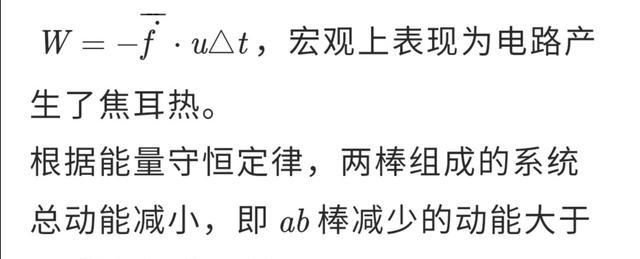 W = −\overline{f} · u△t，宏观上表现为电路产
生了焦耳热。
根据能量守恒定律，两棒组成的系统
总动能减小，即 ab 棒减少的动能大于